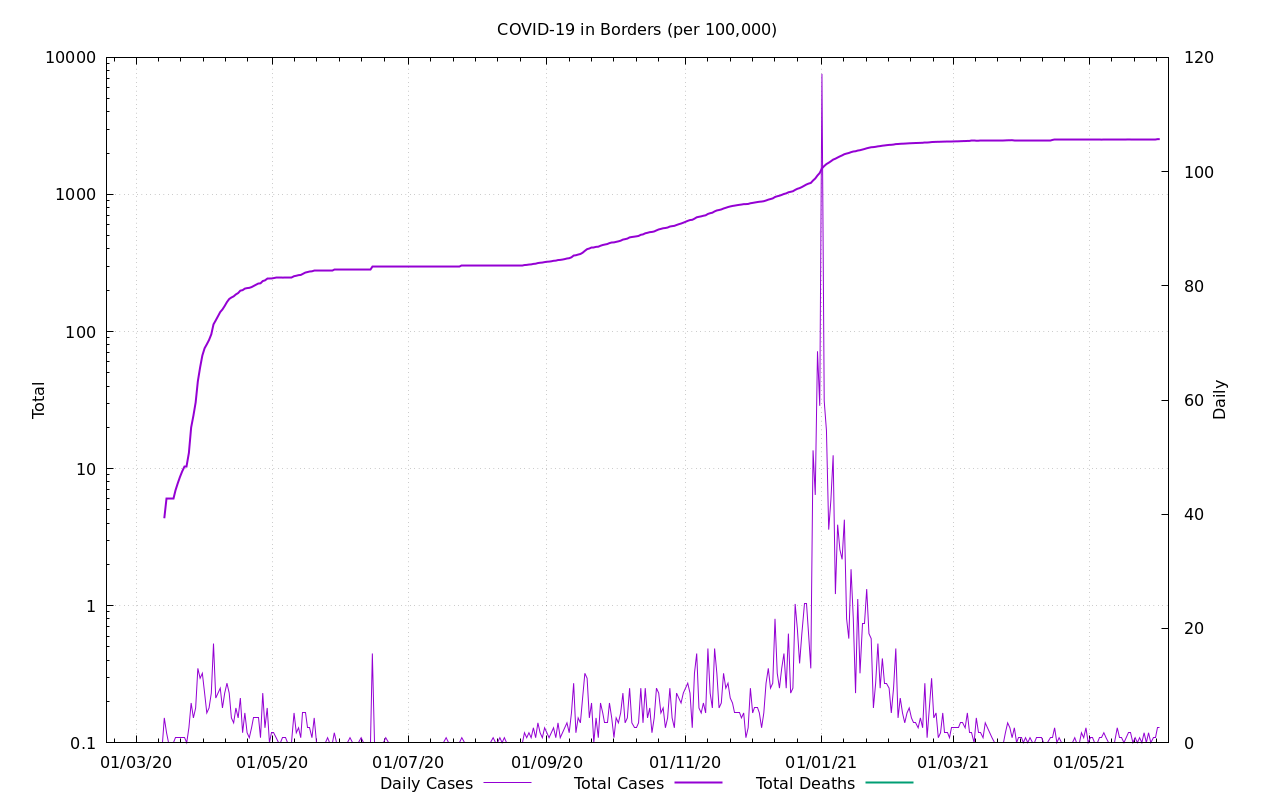 COVID-19 in Borders (per 100,000)
10000 120
1000 100
100 80
10 60
1 40
0.1 20
0
Total
Daily
01/03/20 01/05/20 01/07/20 01/09/20 01/11/20 01/01/21 01/03/21 01/05/21
Daily Cases Total Cases Total Deaths